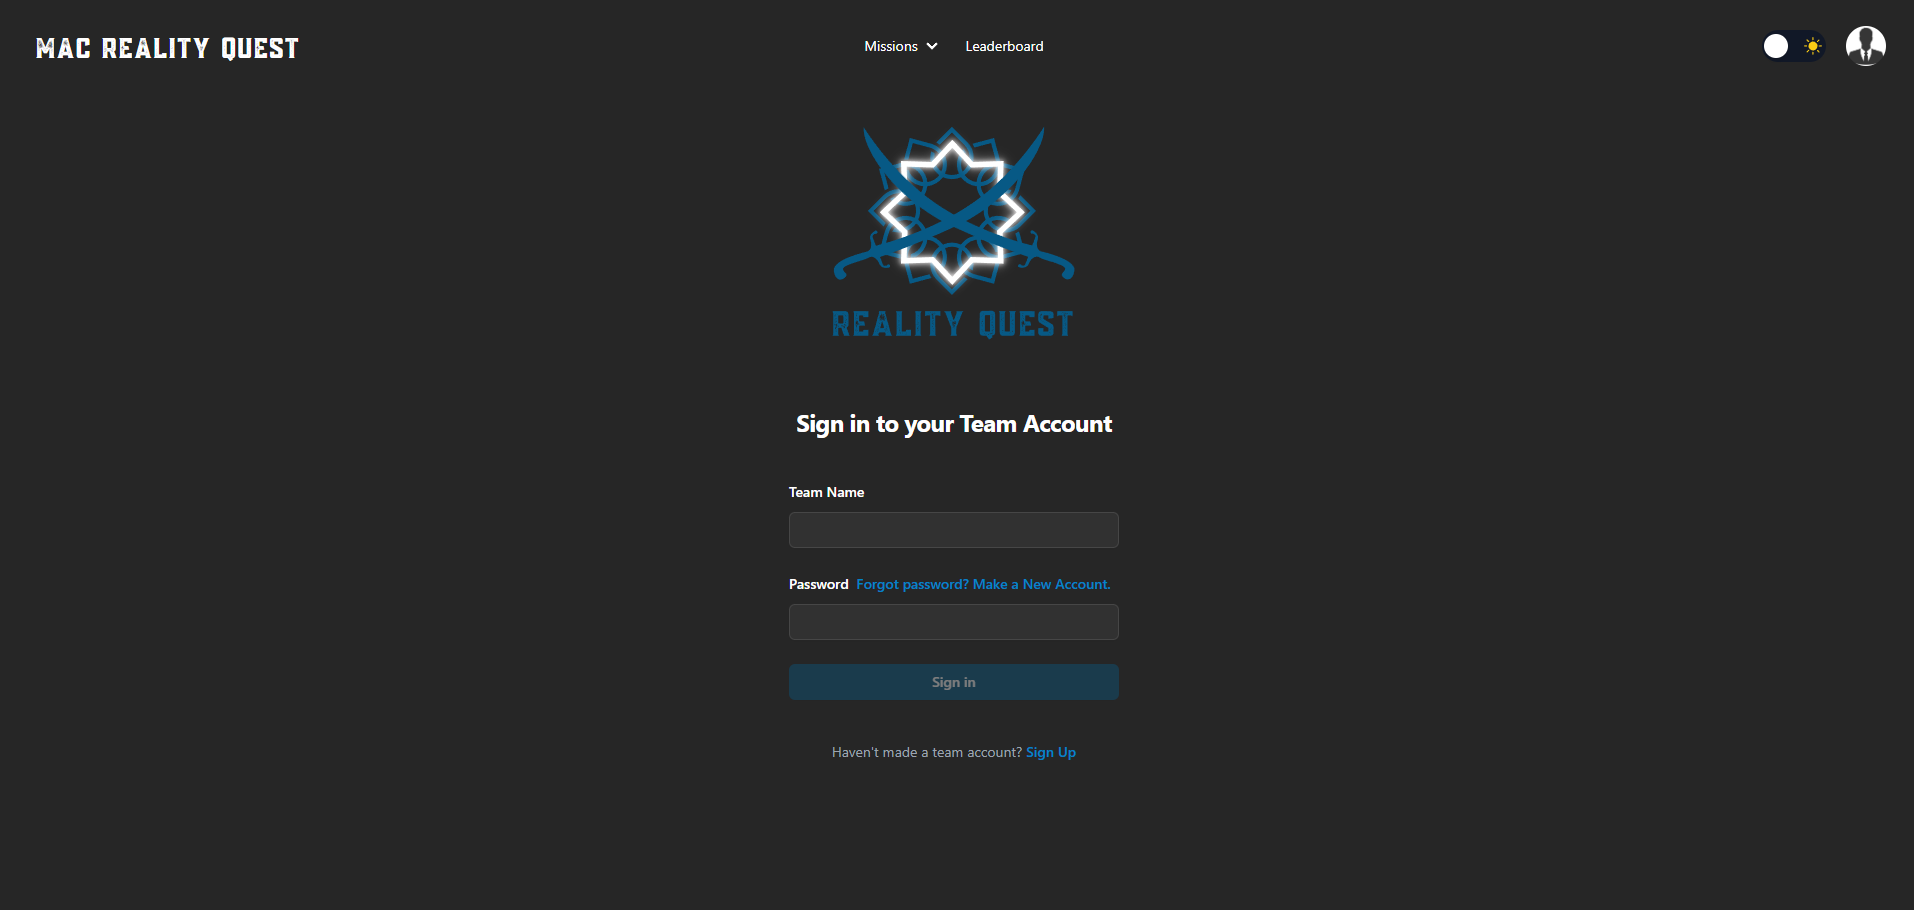 MAC REALITY QUEST
Missions
Leaderboard
REALITY QUEST
Sign in to your Team Account
Team Name
Password Forgot password? Make a New Account.
Sign in
Haven't made a team account? Sign Up